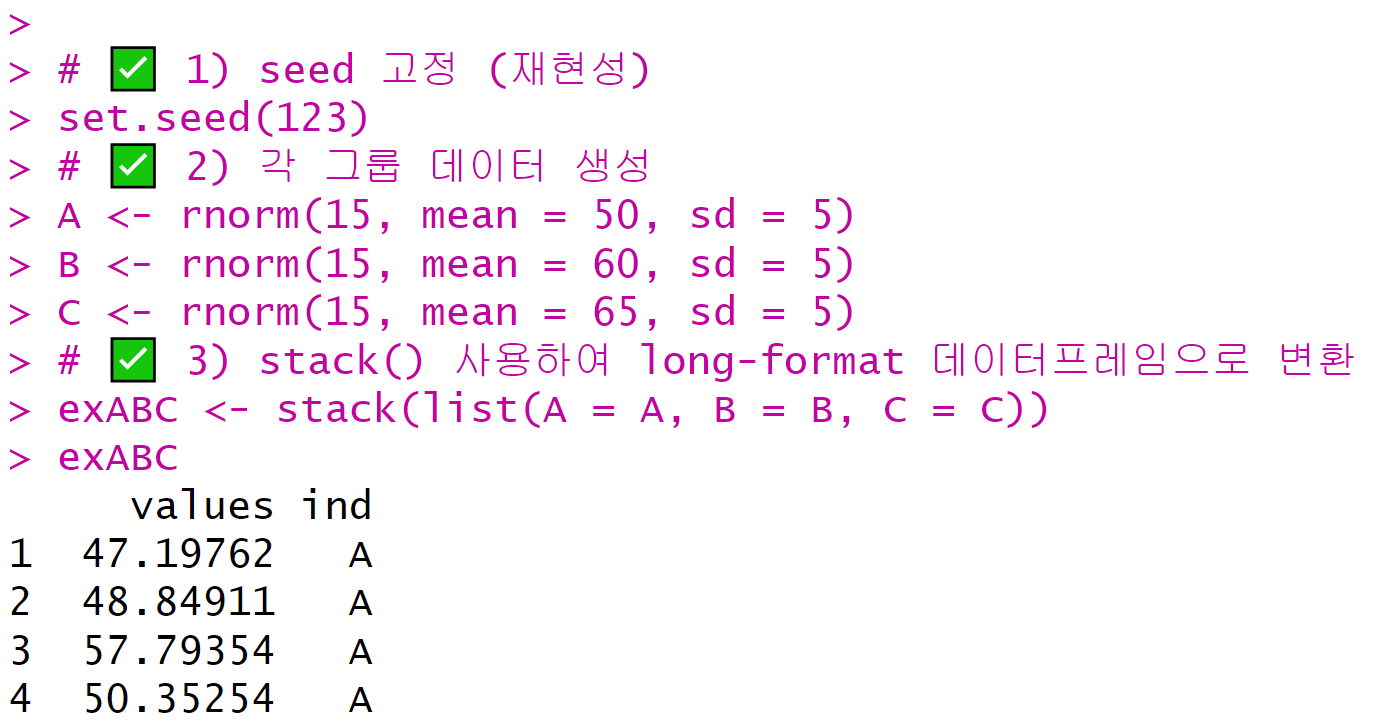 >
> # ✅ 1) seed 고정 (재현성)
> set.seed(123)
> # ✅ 2) 각 그룹 데이터 생성
> A <- rnorm(15, mean = 50, sd = 5)
> B <- rnorm(15, mean = 60, sd = 5)
> C <- rnorm(15, mean = 65, sd = 5)
> # ✅ 3) stack() 사용하여 long-format 데이터프레임으로 변환
> exABC <- stack(list(A = A, B = B, C = C))
> exABC
values ind
1 47.19762 A
2 48.84911 A
3 57.79354 A
4 50.35254 A